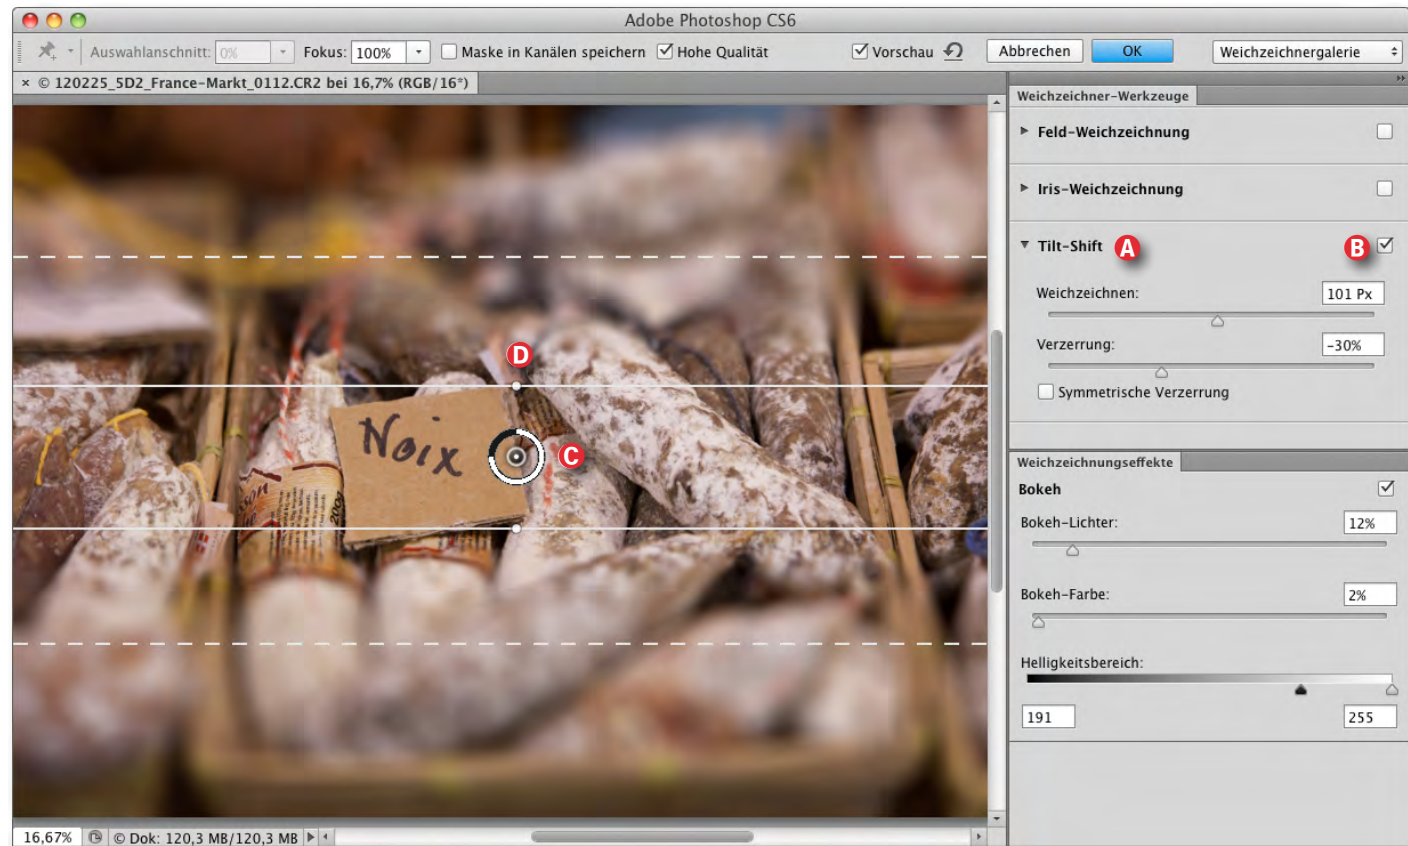 Adobe Photoshop CS6
Auswahlanschnitt: 0% Fokus: 100% Maske in Kanälen speichern Hohe Qualität Vorschau Abbrechen OK Weichzeichnergalerie
× © 120225_5D2_France-Markt_0112.CR2 bei 16,7% (RGB/16*)
Weichzeichner-Werkzeuge
Feld-Weichzeichnung
Iris-Weichzeichnung
Tilt-Shift A B
Weichzeichnen: 101 Px
Verzerrung: -30%
Symmetrische Verzerrung
D
Noix
C
Weichzeichnungseffekte
Bokeh
Bokeh-Lichter: 12%
Bokeh-Farbe: 2%
Helligkeitsbereich:
191 255
16,67% © Dok: 120,3 MB/120,3 MB